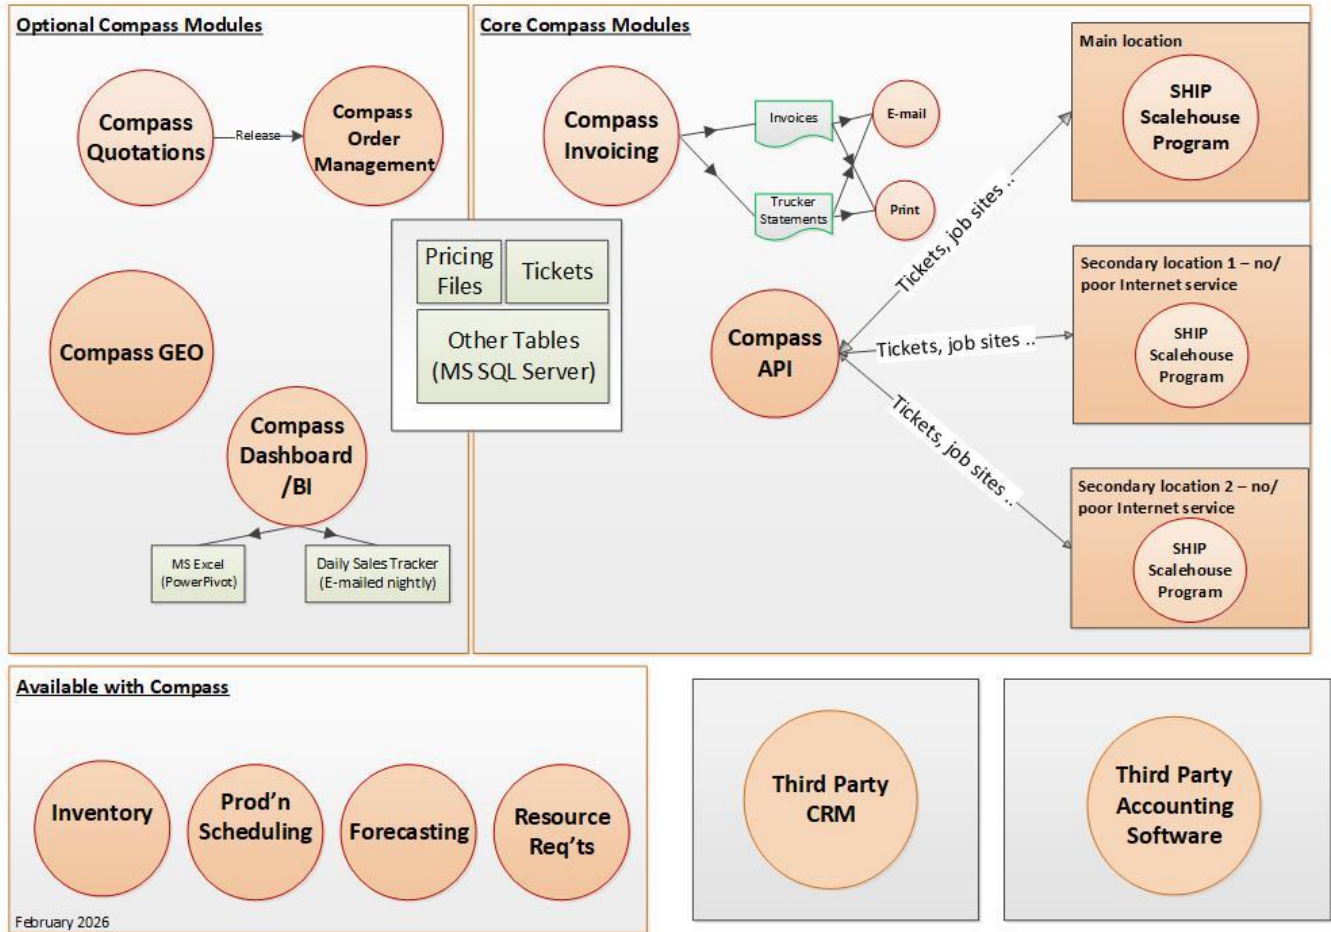 Optional Compass Modules
Compass
Quotations
Release
Compass
Order
Management
Compass GEO
Compass
Dashboard
/BI
MS Excel
(PowerPivot)
Daily Sales Tracker
(E-mailed nightly)
Pricing
Files
Tickets
Other Tables
(MS SQL Server)
Core Compass Modules
Compass
Invoicing
Invoices
Trucker
Statements
E-mail
Print
Compass
API
Tickets, job sites ..
Tickets, job sites ..
Tickets, job sites ..
Main location
SHIP
Scalehouse
Program
Secondary location 1 – no/
poor Internet service
SHIP
Scalehouse
Program
Secondary location 2 – no/
poor Internet service
SHIP
Scalehouse
Program
Available with Compass
Inventory
Prod’n
Scheduling
Forecasting
Resource
Req’ts
February 2026
Third Party
CRM
Third Party
Accounting
Software